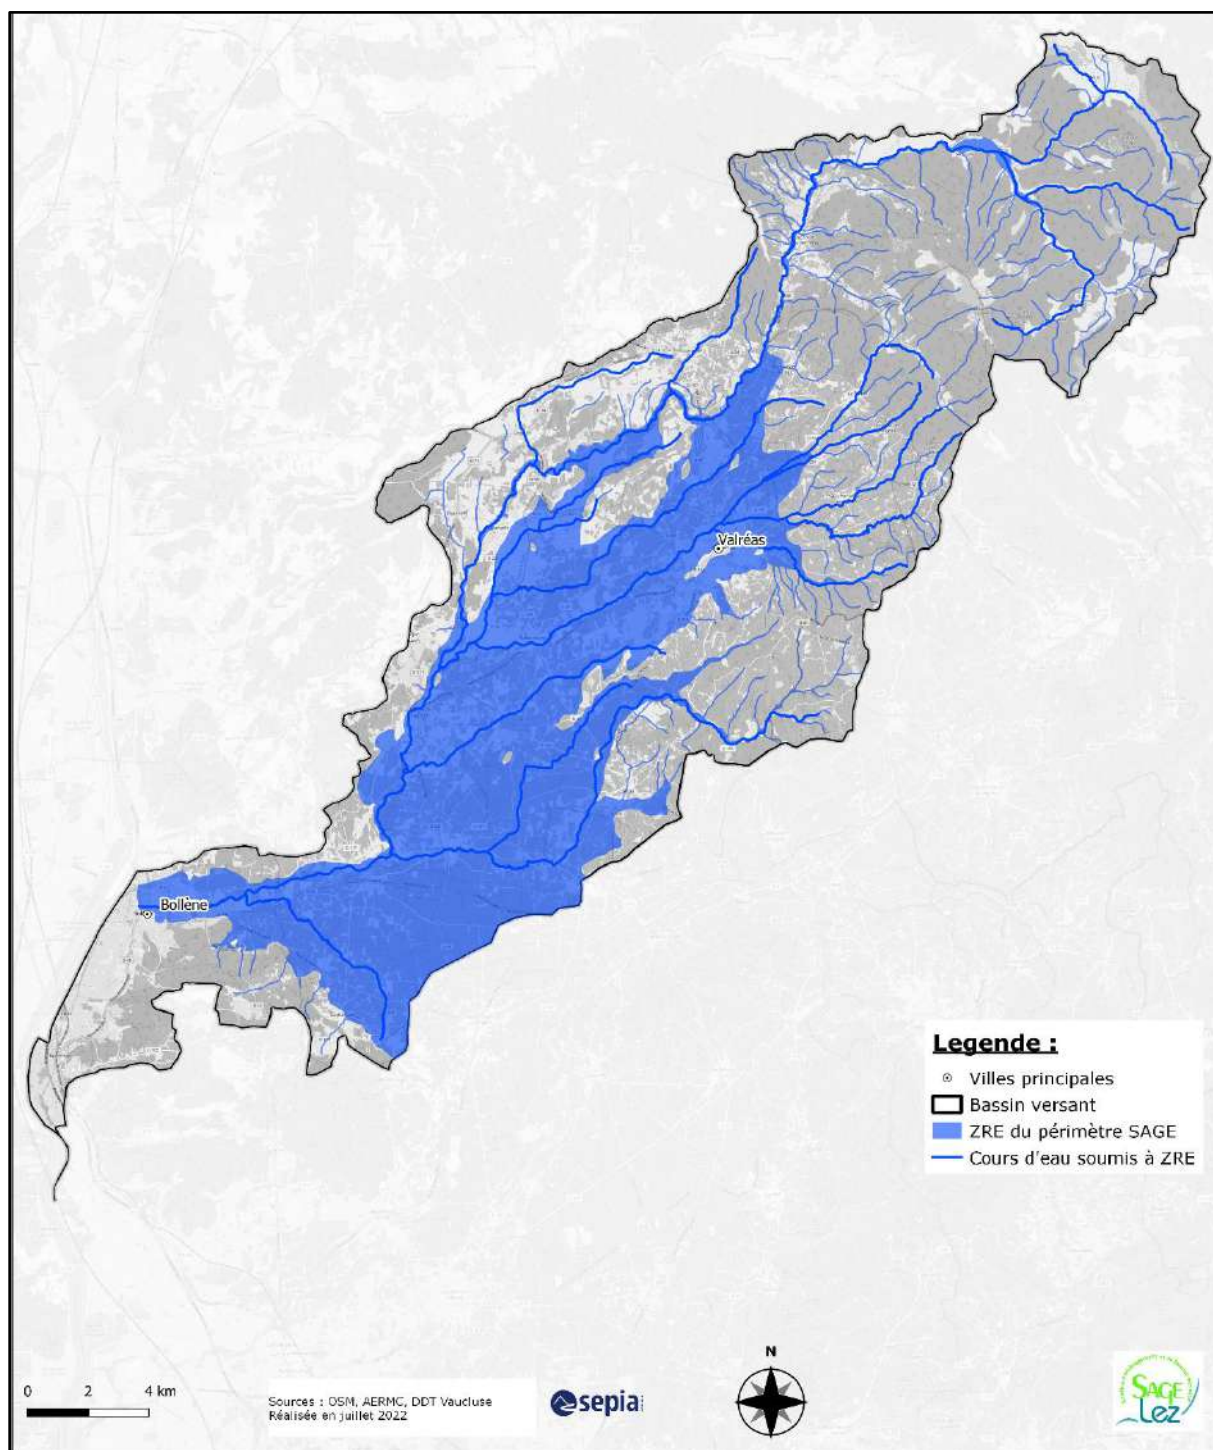 Valréas
Bollène
Legende :
Villes principales
Bassin versant
ZRE du périmètre SAGE
Cours d'eau soumis à ZRE
N
0 2 4 km
Sources : OSM, AERMC, DDT Vaucluse
Réalisée en juillet 2022
sepia
SAGE
Lez